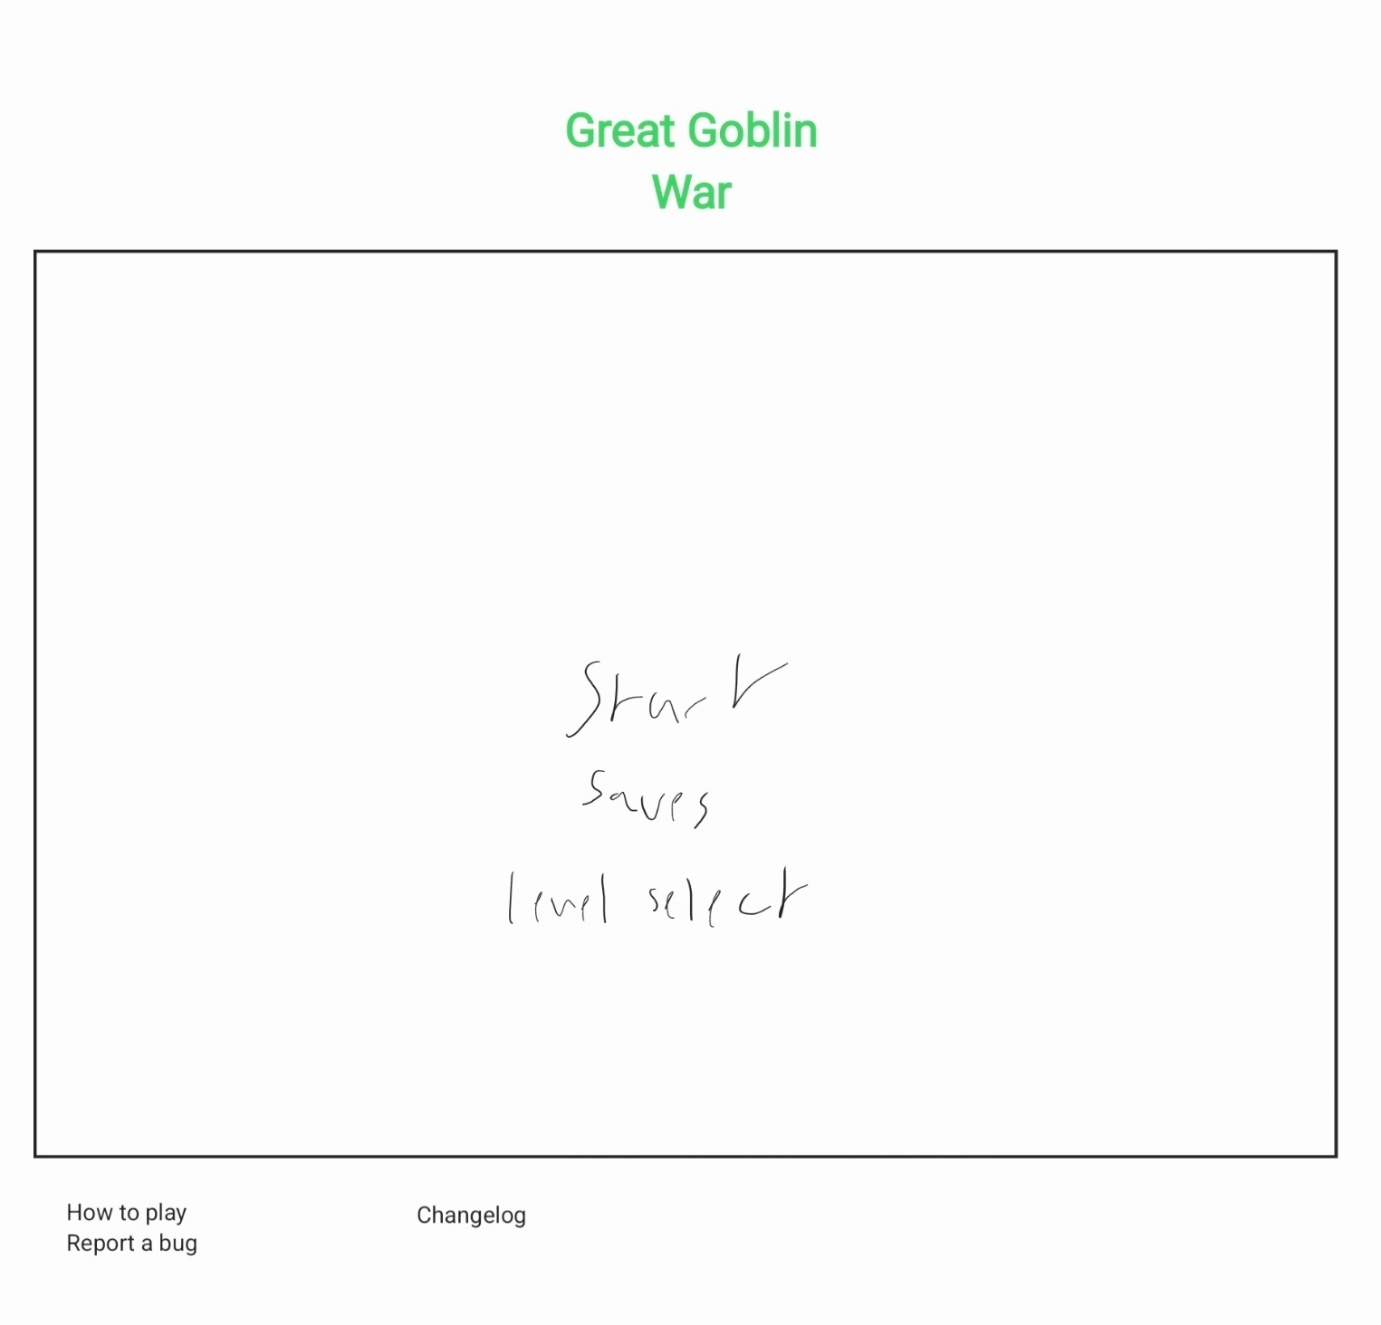 Great Goblin
War
Start
saves
level select
How to play
Report a bug
Changelog